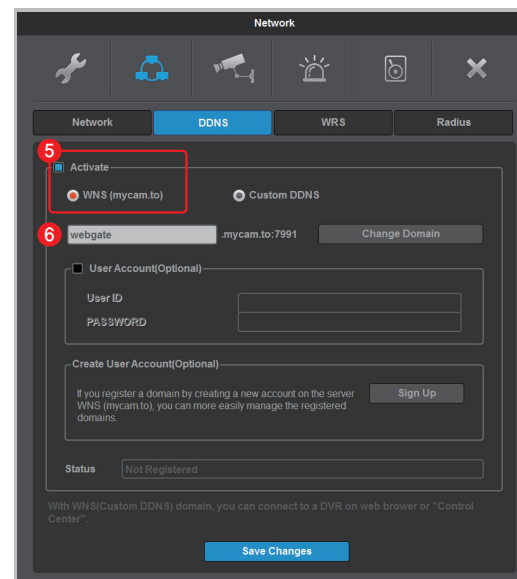 Network
Network DDNS WRS Radius
5
Activate
WNS (mycam.to) Custom DDNS
6 webgate .mycam.to:7991 Change Domain
User Account(Optional)
User ID
PASSWORD
Create User Account(Optional)
If you register a domain by creating a new account on the server
WNS (mycam.to), you can more easily manage the registered
domains.
Sign Up
Status Not Registered
With WNS(Custom DDNS) domain, you can connect to a DVR on web brower or "Control
Center".
Save Changes